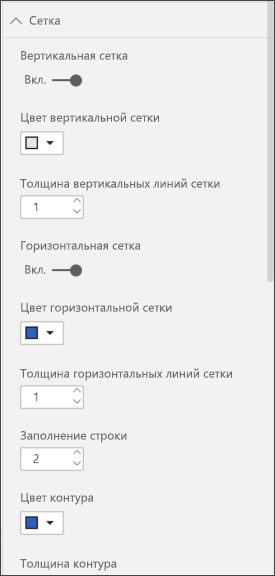 Сетка
Вертикальная сетка
Вкл.
Цвет вертикальной сетки
Толщина вертикальных линий сетки
1
Горизонтальная сетка
Вкл.
Цвет горизонтальной сетки
Толщина горизонтальных линий сетки
1
Заполнение строки
2
Цвет контура
Толщина контура